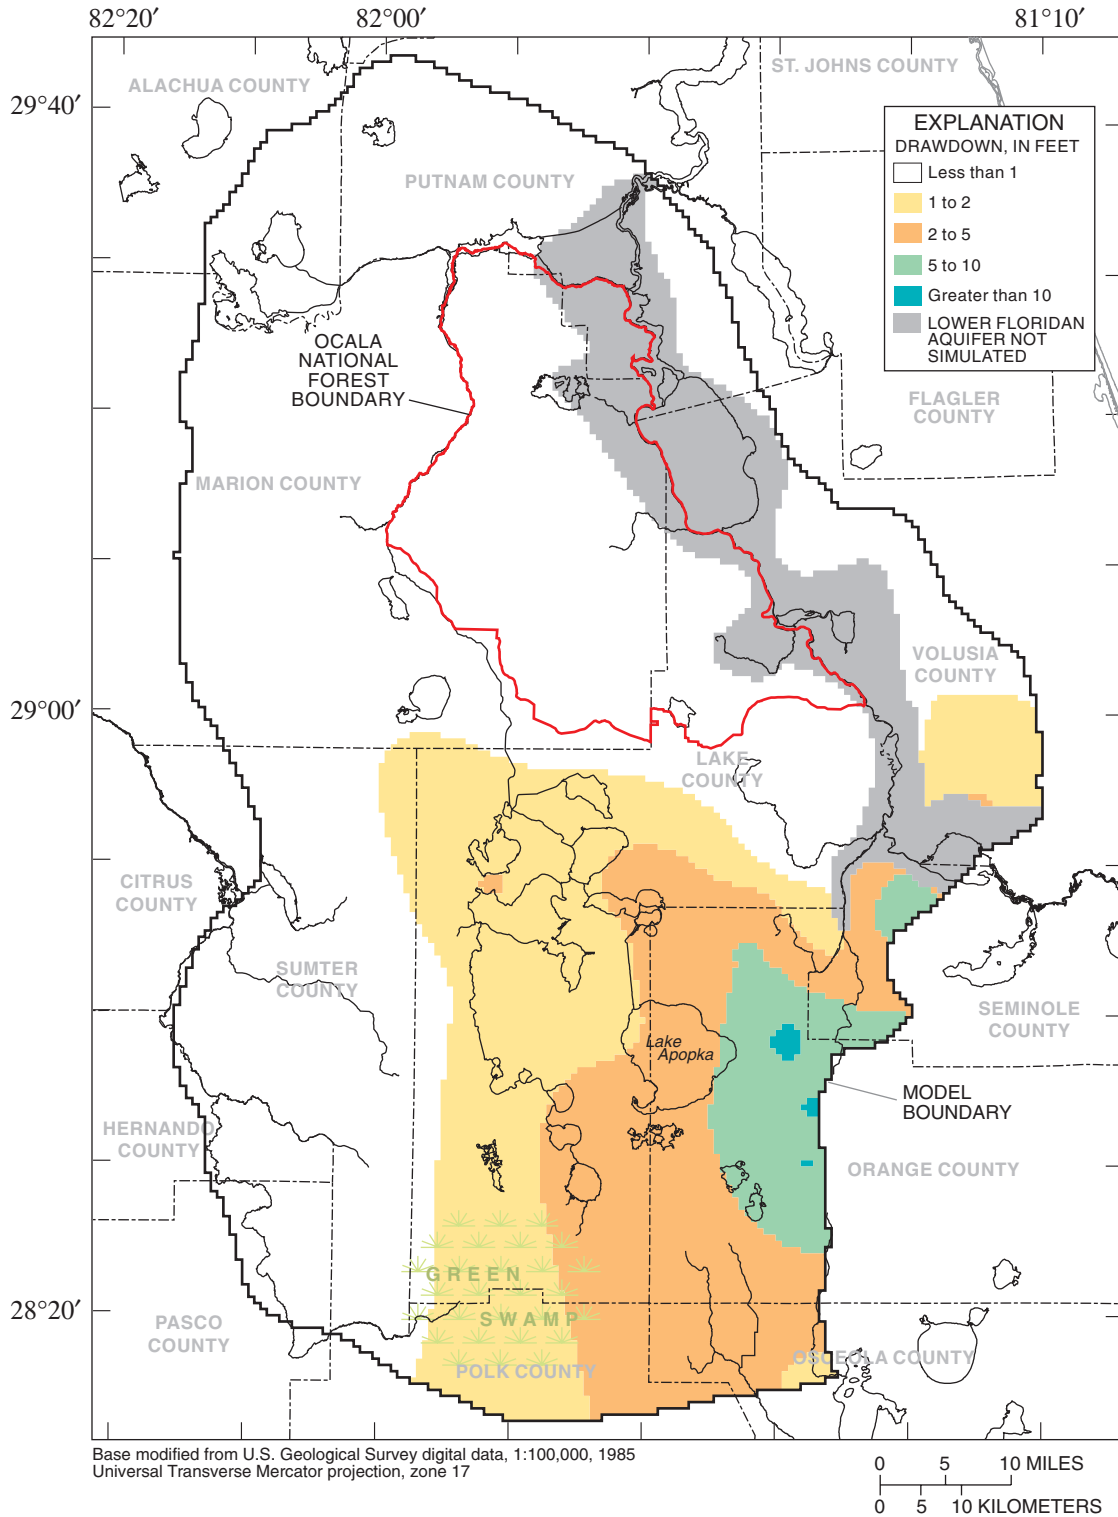 82°20′
82°00′
81°10′
29°40′
29°00′
28°20′
ALACHUA COUNTY
ST. JOHNS COUNTY
PUTNAM COUNTY
EXPLANATION
DRAWDOWN, IN FEET
Less than 1
1 to 2
2 to 5
5 to 10
Greater than 10
LOWER FLORIDAN
AQUIFER NOT
SIMULATED
OCALA
NATIONAL
FOREST
BOUNDARY
FLAGLER
COUNTY
MARION COUNTY
VOLUSIA
COUNTY
LAKE
COUNTY
CITRUS
COUNTY
SUMTER
COUNTY
SEMINOLE
COUNTY
Lake
Apopka
MODEL
BOUNDARY
HERNANDO
COUNTY
ORANGE COUNTY
GREEN
SWAMP
PASCO
COUNTY
POLK COUNTY
OSCEOLA COUNTY
Base modified from U.S. Geological Survey digital data, 1:100,000, 1985
Universal Transverse Mercator projection, zone 17
0 5 10 MILES
0 5 10 KILOMETERS